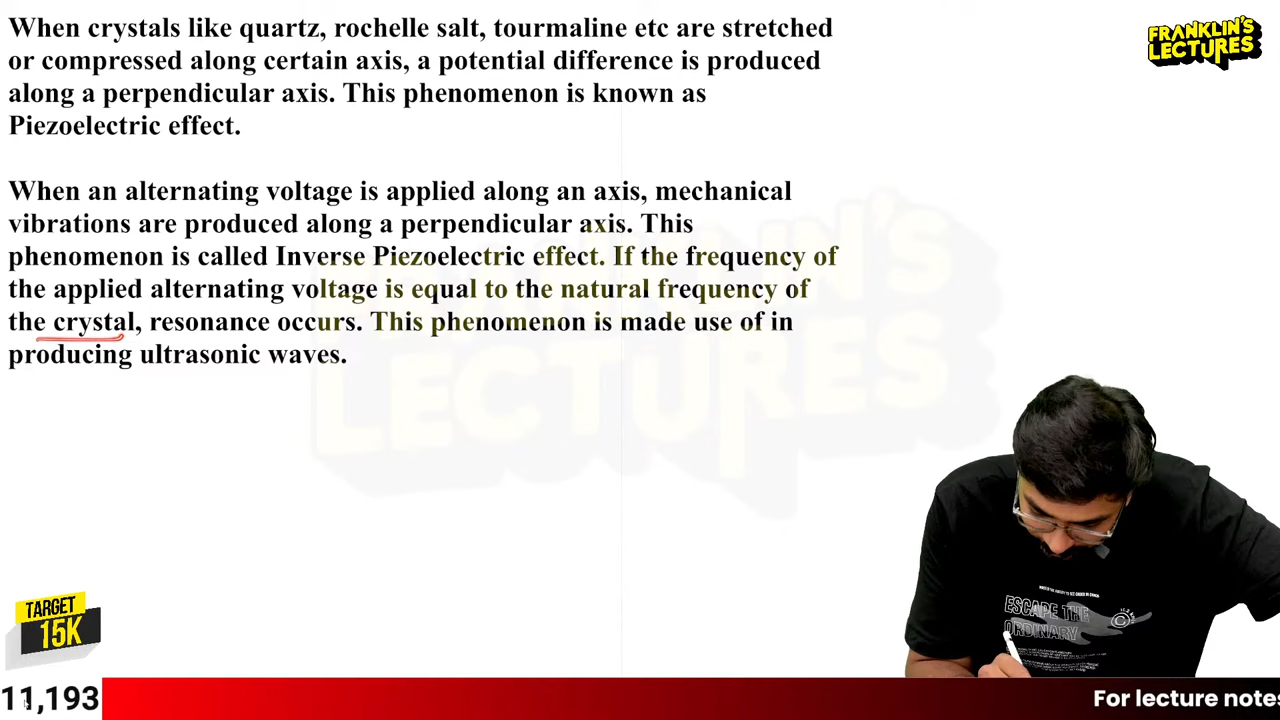 When crystals like quartz, rochelle salt, tourmaline etc are stretched
or compressed along certain axis, a potential difference is produced
along a perpendicular axis. This phenomenon is known as
Piezoelectric effect.
When an alternating voltage is applied along an axis, mechanical
vibrations are produced along a perpendicular axis. This
phenomenon is called Inverse Piezoelectric effect. If the frequency of
the applied alternating voltage is equal to the natural frequency of
the crystal, resonance occurs. This phenomenon is made use of in
producing ultrasonic waves.
FRANKLIN'S
LECTURES
FRANKLIN'S
LECTURES
ESCAPE THE
ORDINARY
TARGET
15K
11,193
For lecture notes